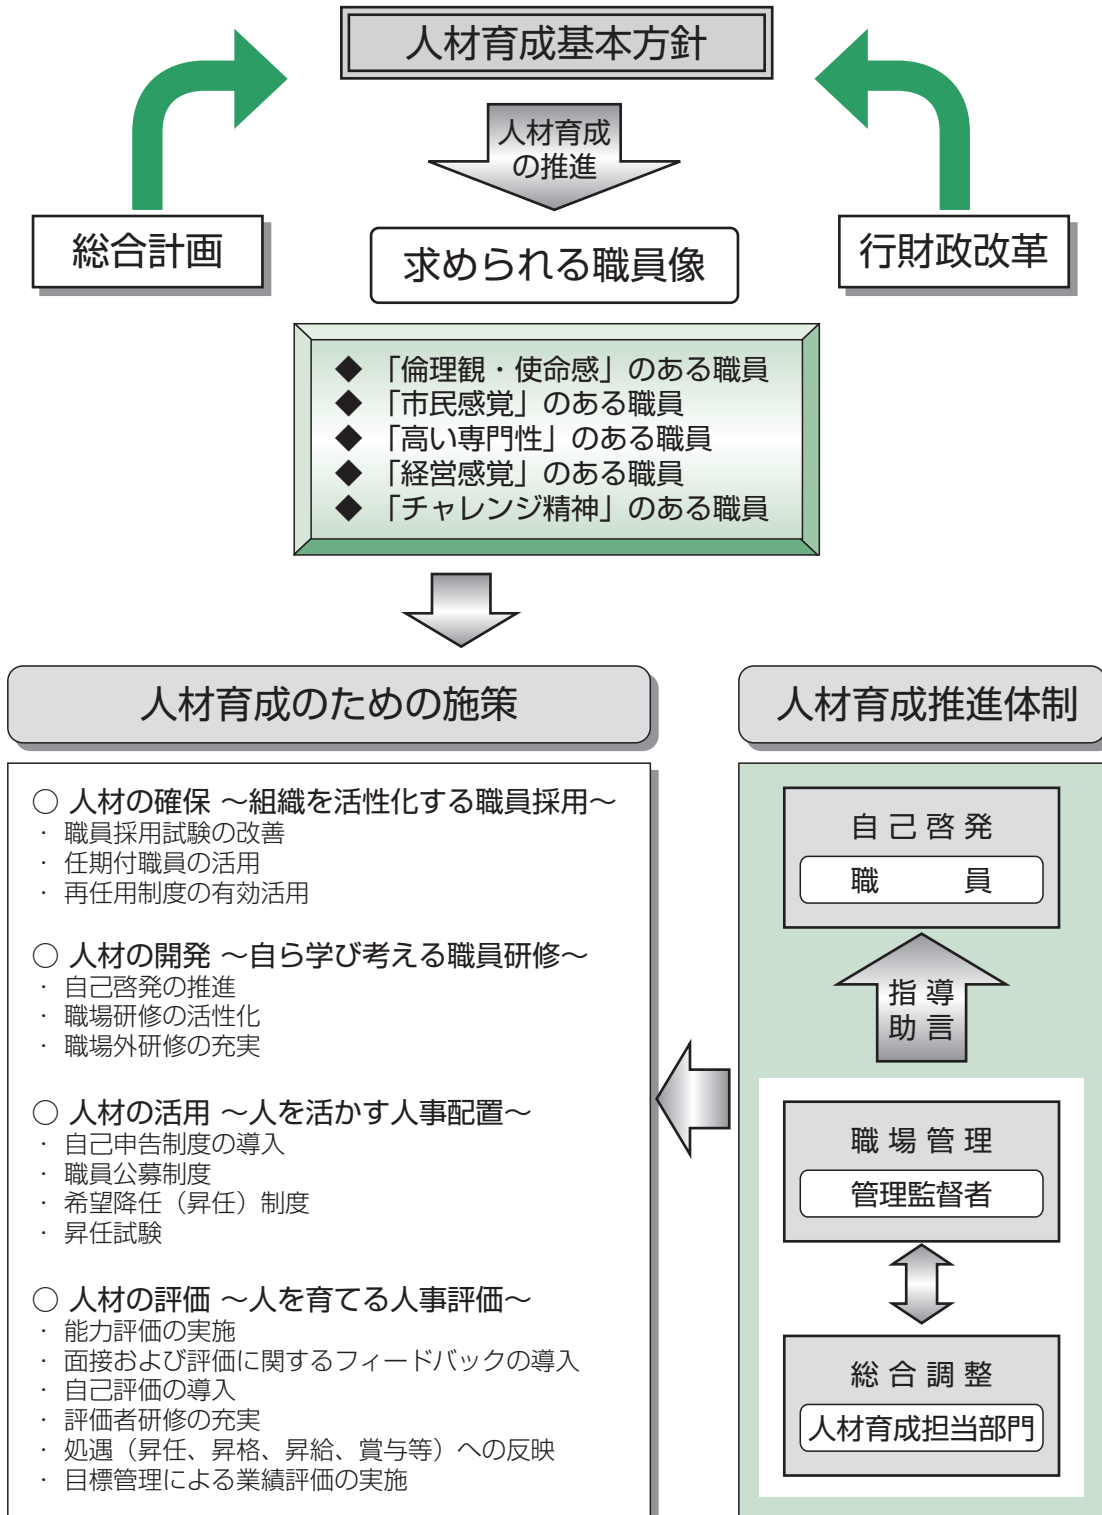 人材育成基本方針
人材育成
の推進
総合計画
求められる職員像
行財政改革
◆ 「倫理観・使命感」のある職員
◆ 「市民感覚」のある職員
◆ 「高い専門性」のある職員
◆ 「経営感覚」のある職員
◆ 「チャレンジ精神」のある職員
人材育成のための施策
○ 人材の確保 ～組織を活性化する職員採用～
・ 職員採用試験の改善
・ 任期付職員の活用
・ 再任用制度の有効活用
○ 人材の開発 ～自ら学び考える職員研修～
・ 自己啓発の推進
・ 職場研修の活性化
・ 職場外研修の充実
○ 人材の活用 ～人を活かす人事配置～
・ 自己申告制度の導入
・ 職員公募制度
・ 希望降任（昇任）制度
・ 昇任試験
○ 人材の評価 ～人を育てる人事評価～
・ 能力評価の実施
・ 面接および評価に関するフィードバックの導入
・ 自己評価の導入
・ 評価者研修の充実
・ 処遇（昇任、昇格、昇給、賞与等）への反映
・ 目標管理による業績評価の実施
人材育成推進体制
自己啓発
職　　員
指導
助言
職場管理
管理監督者
総合調整
人材育成担当部門